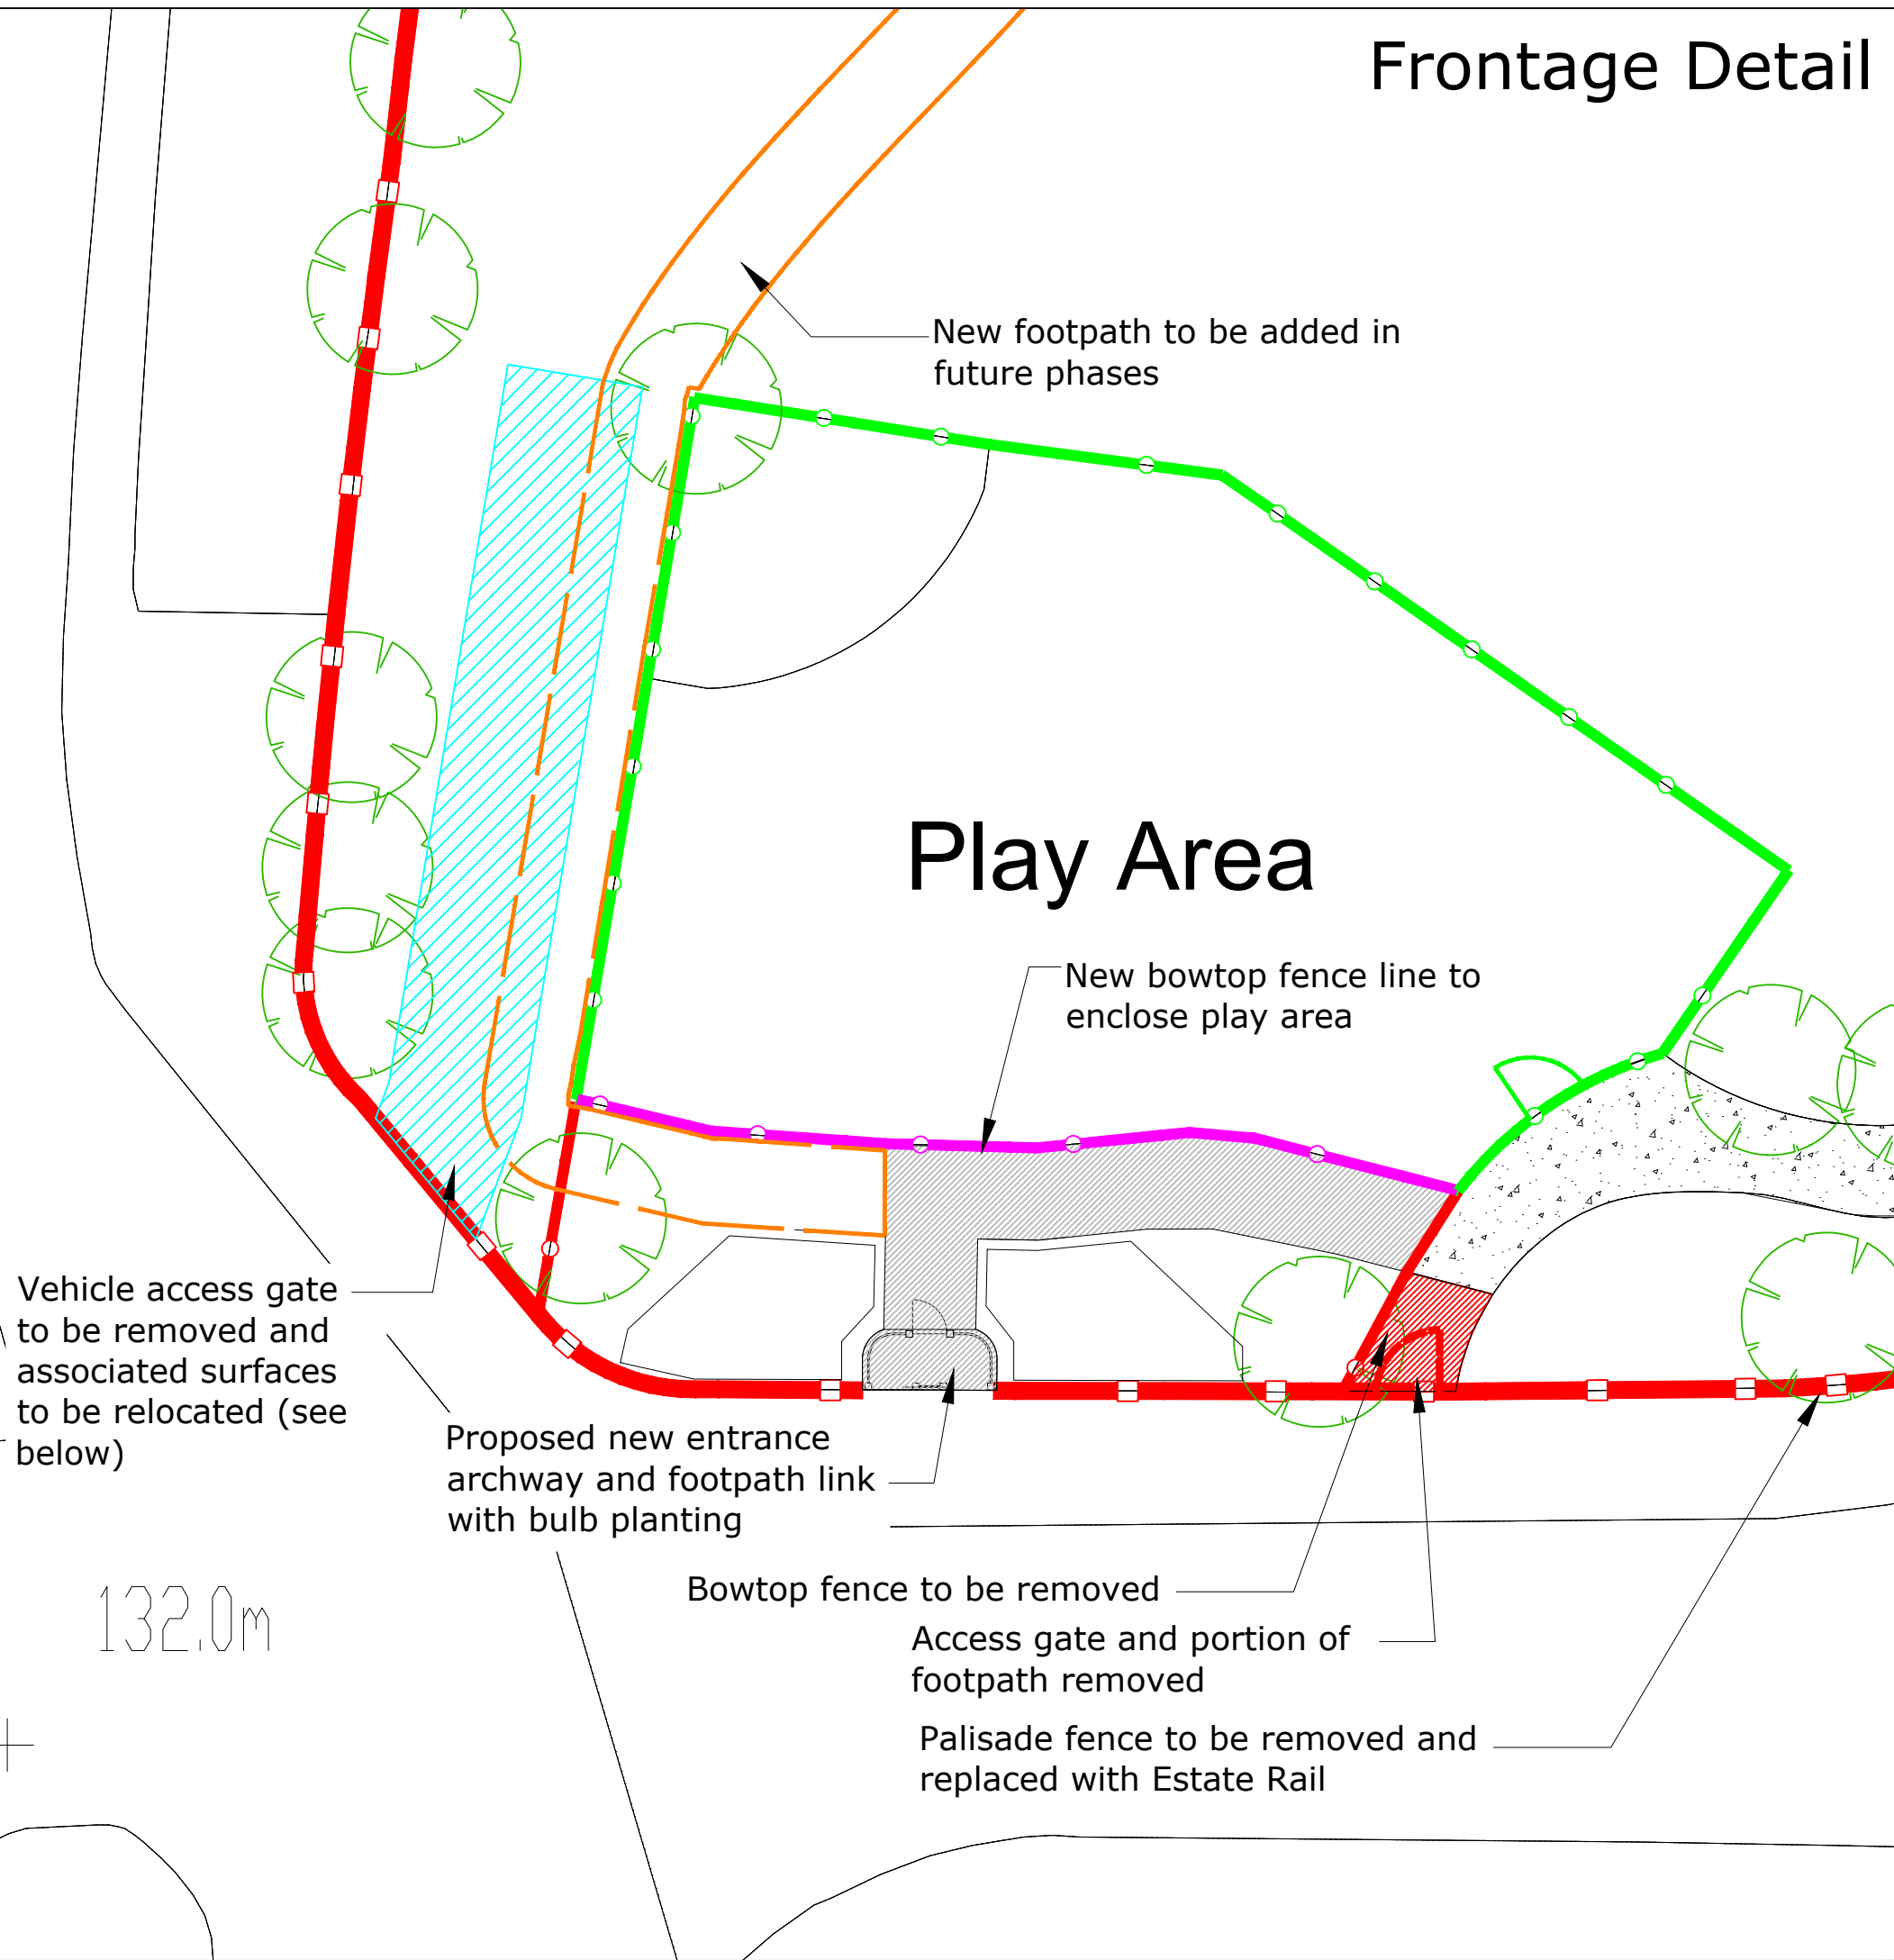 Frontage Detail
New footpath to be added in
future phases
Play Area
New bowtop fence line to
enclose play area
Vehicle access gate
to be removed and
associated surfaces
to be relocated (see
below)
Proposed new entrance
archway and footpath link
with bulb planting
Bowtop fence to be removed
Access gate and portion of
footpath removed
Palisade fence to be removed and
replaced with Estate Rail
132.0m